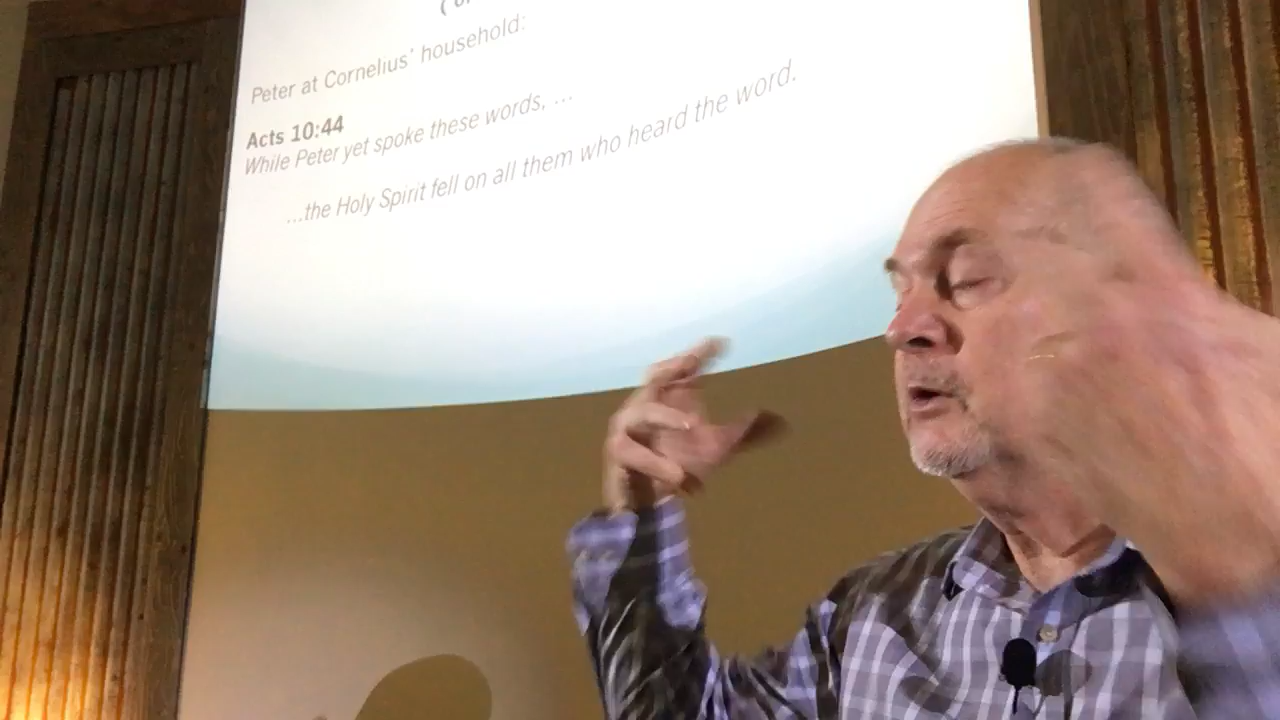 Peter at Cornelius' household:
Acts 10:44
While Peter yet spoke these words, ...
...the Holy Spirit fell on all them who heard the word.